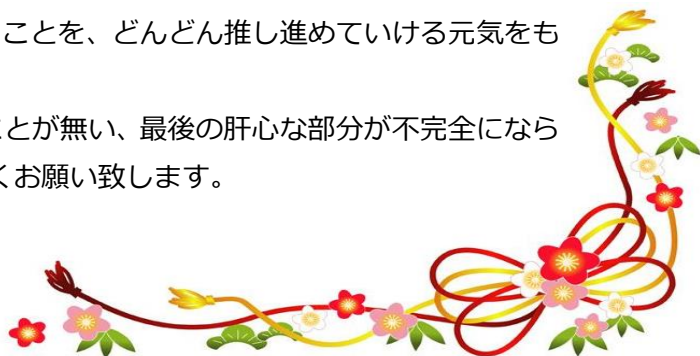 ことを、どんどん推し進めていける元気をも
とが無い、最後の肝心な部分が不完全になら
くお願い致します。